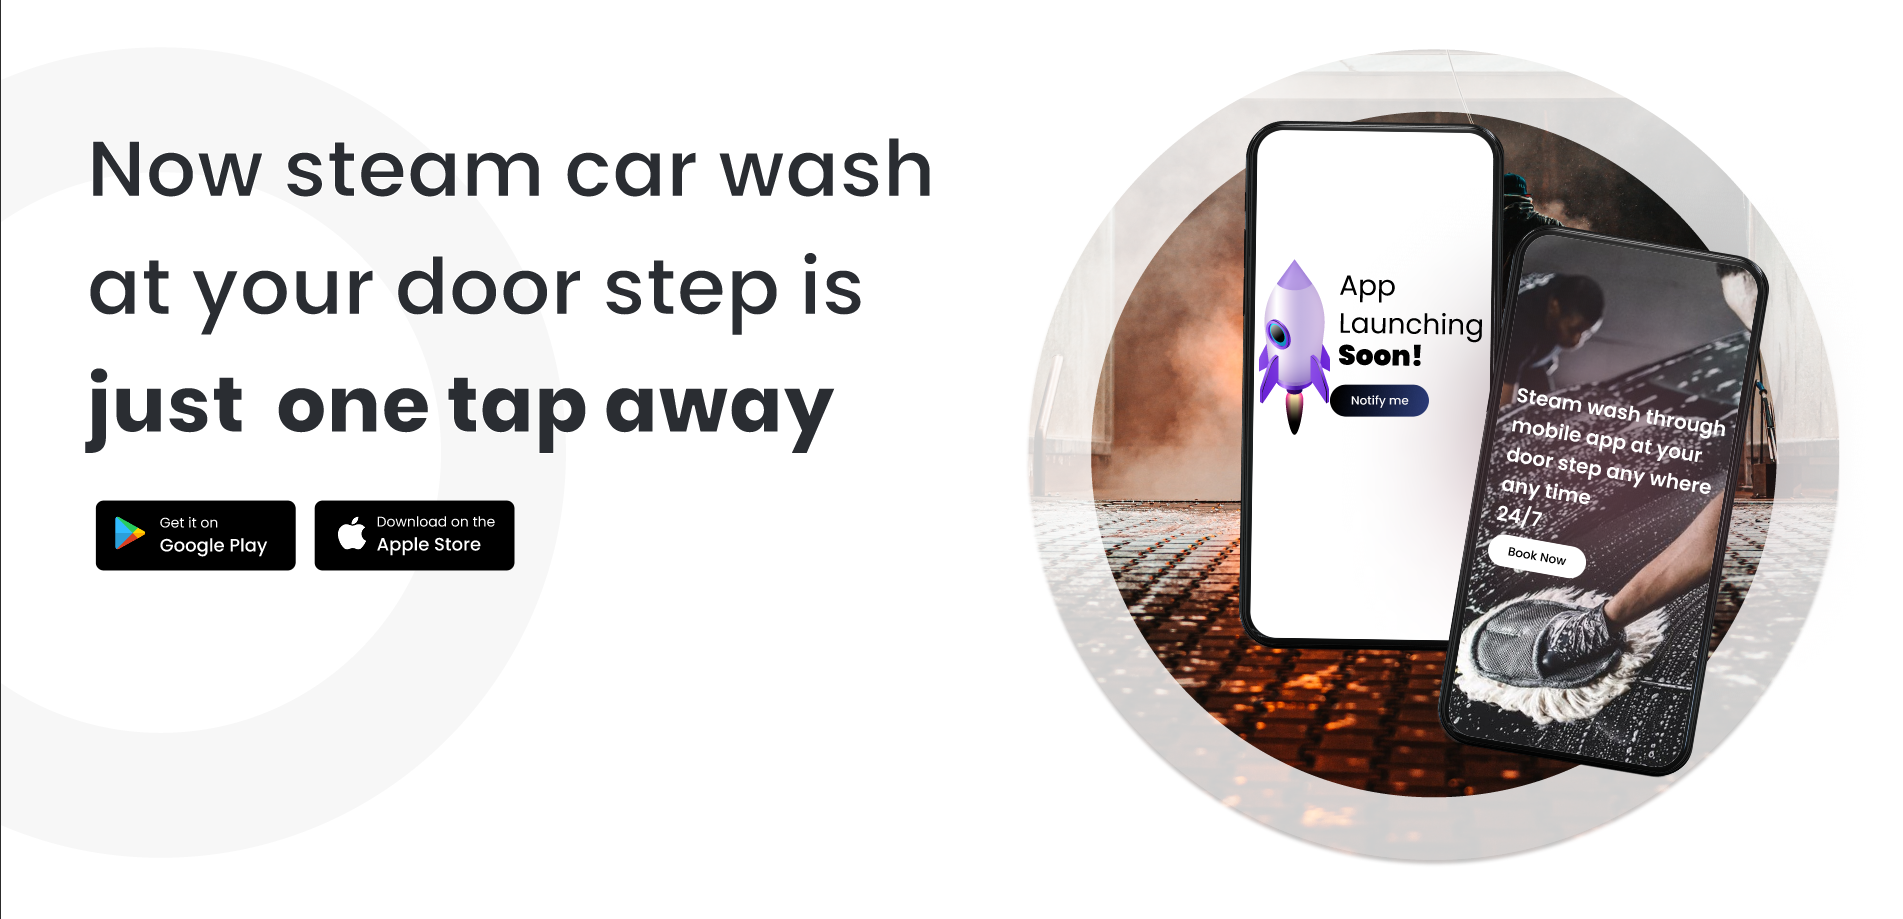 Now steam car wash
at your door step is
just one tap away
Get it on
Google Play
Download on the
Apple Store
App
Launching
Soon!
Notify me
Steam wash through
mobile app at your
door step any where
any time
24/7
Book Now